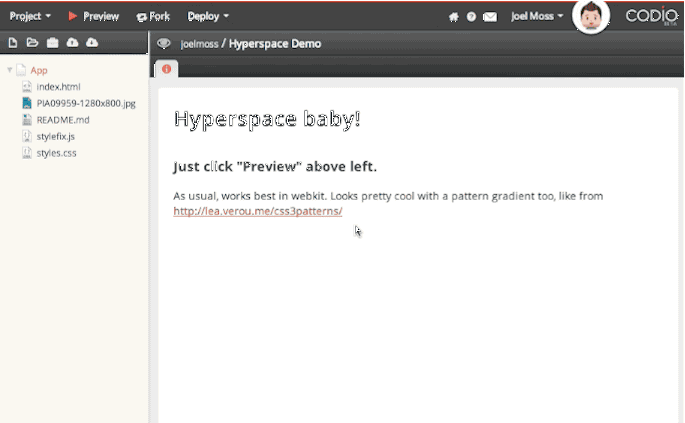 Project Preview Fork Deploy Joel Moss CODIO
BETA
joelmoss / Hyperspace Demo
App
index.html
PIA09959-1280x800.jpg
README.md
stylefix.js
styles.css
Hyperspace baby!
Just click "Preview" above left.
As usual, works best in webkit. Looks pretty cool with a pattern gradient too, like from
http://lea.verou.me/css3patterns/